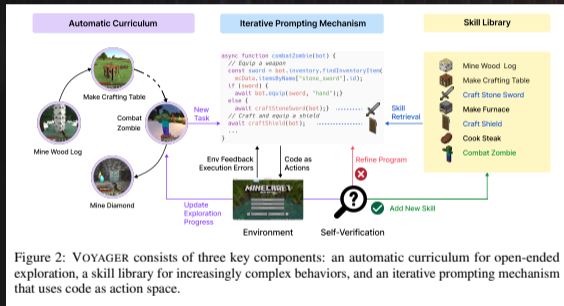 Automatic Curriculum
Iterative Prompting Mechanism
Skill Library
Make Crafting Table
Combat
Zombie
Mine Wood Log
Mine Diamond
New
Task
async function combatZombie(bot) {
// Equip a weapon
const sword = bot.inventory.findInventoryItem(
mcData.itemsByName["stone_sword"].id);
if (sword) {
await bot.equip(sword, "hand");}
else {
await craftStoneSword(bot);}
// Craft and equip a shield
await craftShield(bot);
...
}
Skill
Retrieval
Mine Wood Log
Make Crafting Table
Craft Stone Sword
Make Furnace
Craft Shield
Cook Steak
Combat Zombie
Env Feedback
Execution Errors
Code as
Actions
Refine Program
Update
Exploration
Progress
MINECRAFT
Environment
Self-Verification
Add New Skill
?
Figure 2: VOYAGER consists of three key components: an automatic curriculum for open-ended
exploration, a skill library for increasingly complex behaviors, and an iterative prompting mechanism
that uses code as action space.